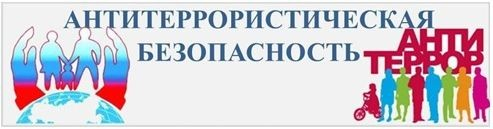 АНТИТЕРРОРИСТИЧЕСКАЯ
БЕЗОПАСНОСТЬ
АНТИ
ТЕРРОР